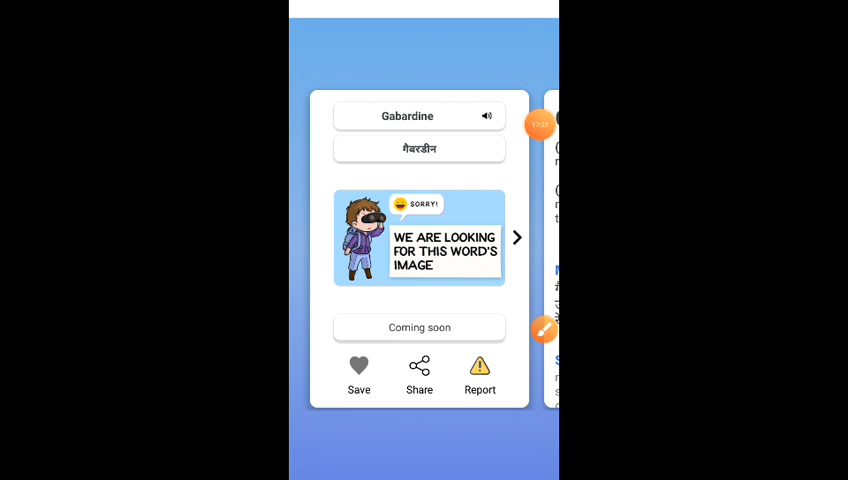 Gabardine
गैबरडीन
SORRY!
WE ARE LOOKING
FOR THIS WORD'S
IMAGE
Coming soon
Save
Share
Report